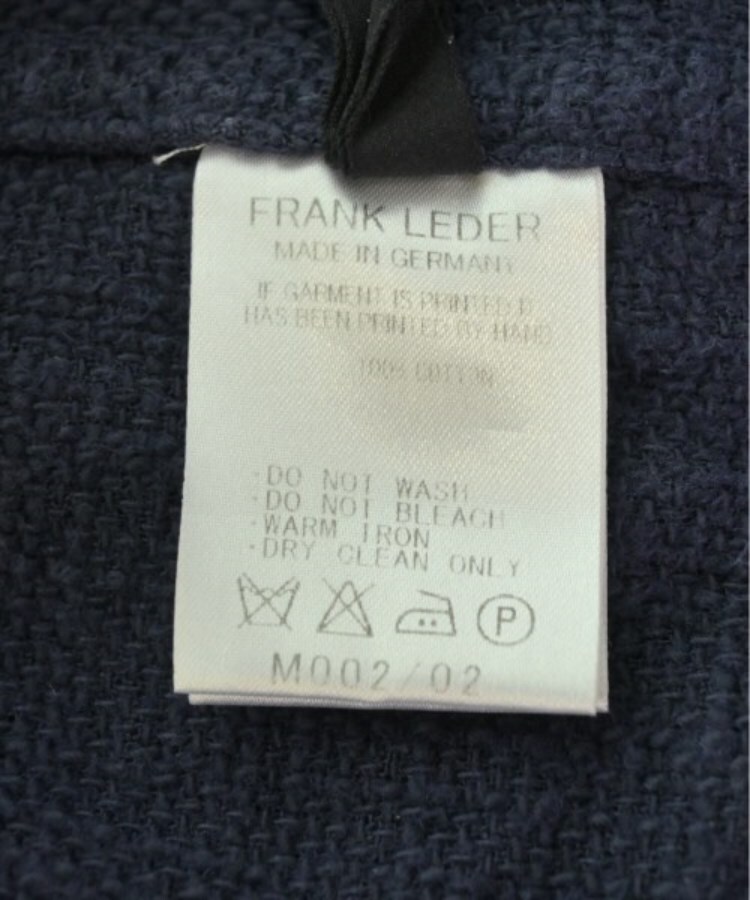 FRANK LEDER
MADE IN GERMANY
IF GARMENT IS PRINTED IT
HAS BEEN PRINTED BY HAND
100% COTTON
·DO NOT WASH
·DO NOT BLEACH
·WARM IRON
·DRY CLEAN ONLY
P
M002/02